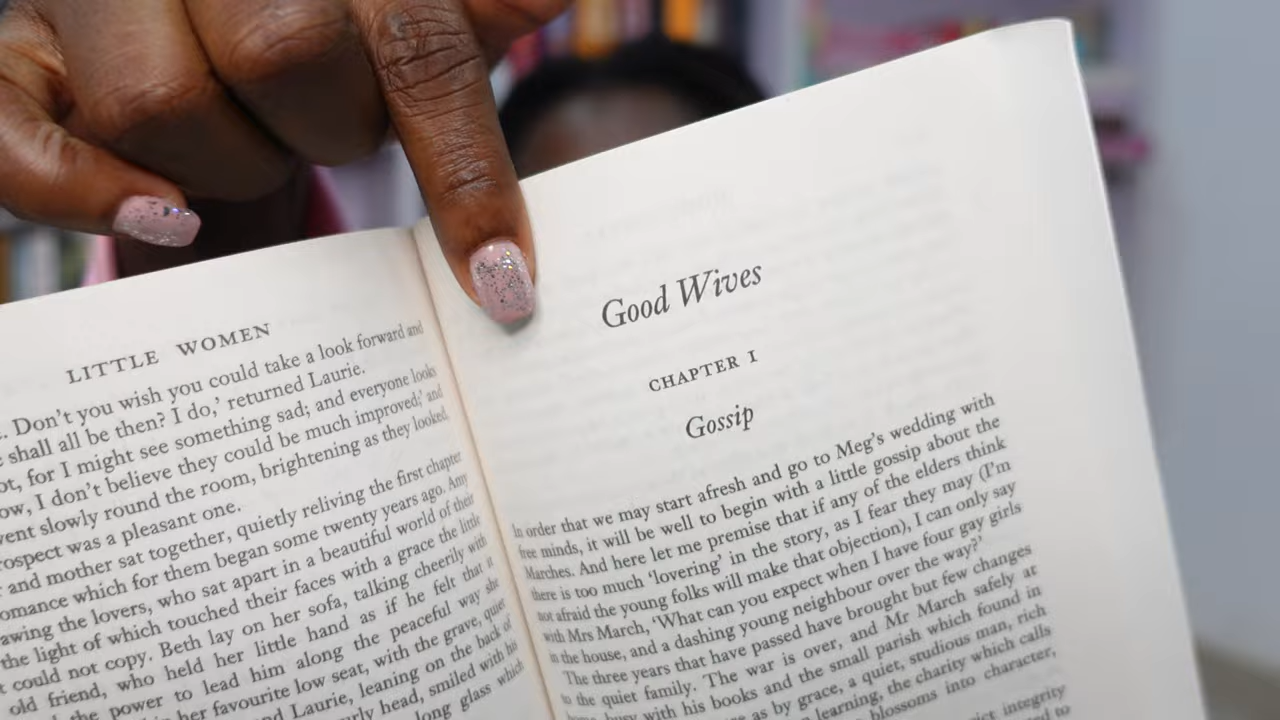 LITTLE WOMEN
. Don't you wish you could take a look forward and
shall all be then? I do,' returned Laurie.
, for I might see something sad; and everyone looks
ow, I don't believe they could be much improved,' and
ent slowly round the room, brightening as they looked,
rospect was a pleasant one.
and mother sat together, quietly reliving the first chapter
omance which for them began some twenty years ago. Amy
awing the lovers, who sat apart in a beautiful world of their
the light of which touched their faces with a grace the little
could not copy. Beth lay on her sofa, talking cheerily with
old friend, who held her little hand as if he felt that it
the power to lead him along the peaceful way she
her favourite low seat, with the grave, quiet
nd Laurie, leaning on the back of
urly head, smiled with his
long glass which
Good Wives
CHAPTER I
Gossip
In order that we may start afresh and go to Meg's wedding with
free minds, it will be well to begin with a little gossip about the
Marches. And here let me premise that if any of the elders think
there is too much 'lovering' in the story, as I fear they may (I'm
not afraid the young folks will make that objection), I can only say
with Mrs March, 'What can you expect when I have four gay girls
in the house, and a dashing young neighbour over the way?'
The three years that have passed have brought but few changes
to the quiet family. The war is over, and Mr March safely at
home, busy with his books and the small parish which found in
as by grace, a quiet, studious man, rich
learning, the charity which calls
blossoms into character,
integrity